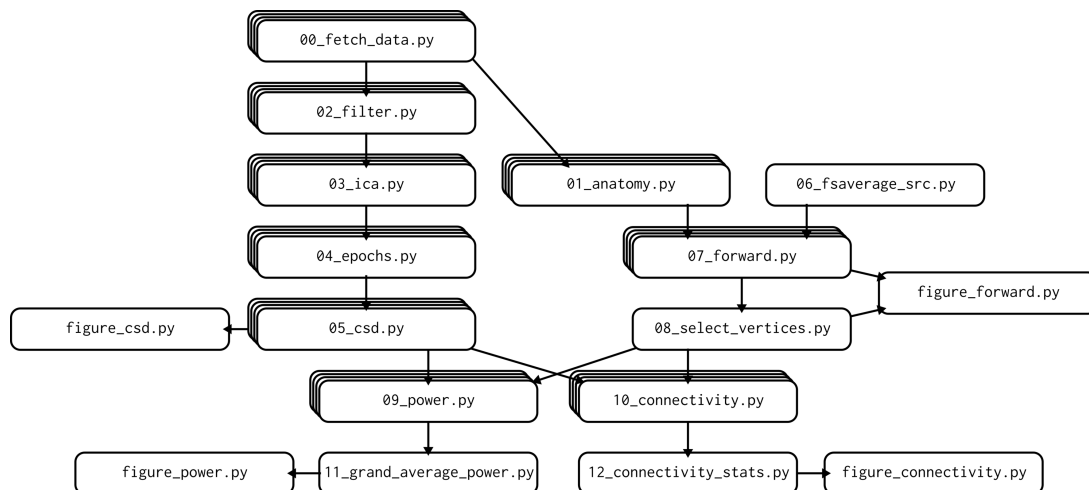 00_fetch_data.py
02_filter.py
03_ica.py
01_anatomy.py
06_fsaverage_src.py
04_epochs.py
07_forward.py
figure_forward.py
figure_csd.py
05_csd.py
08_select_vertices.py
09_power.py
10_connectivity.py
figure_power.py
11_grand_average_power.py
12_connectivity_stats.py
figure_connectivity.py